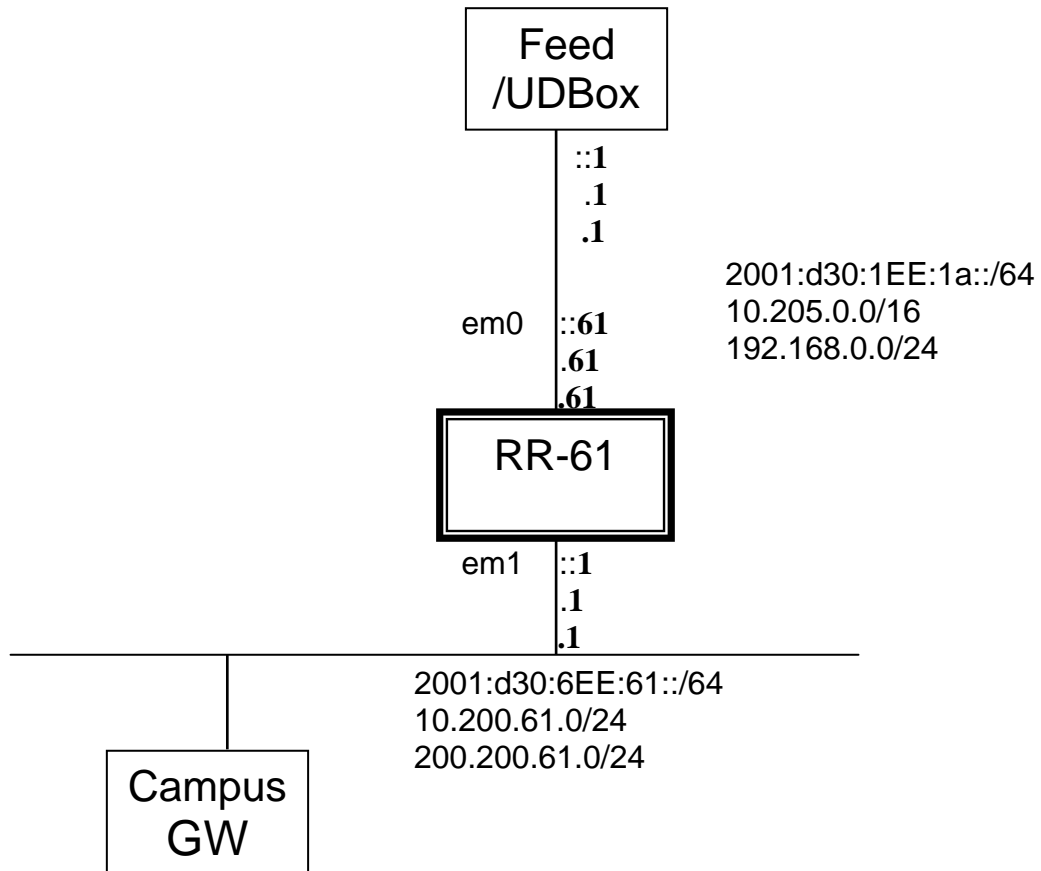 Feed
/UDBox
::1
.1
.1
2001:d30:1EE:1a::/64
10.205.0.0/16
192.168.0.0/24
em0
::61
.61
.61
RR-61
em1
::1
.1
.1
2001:d30:6EE:61::/64
10.200.61.0/24
200.200.61.0/24
Campus
GW